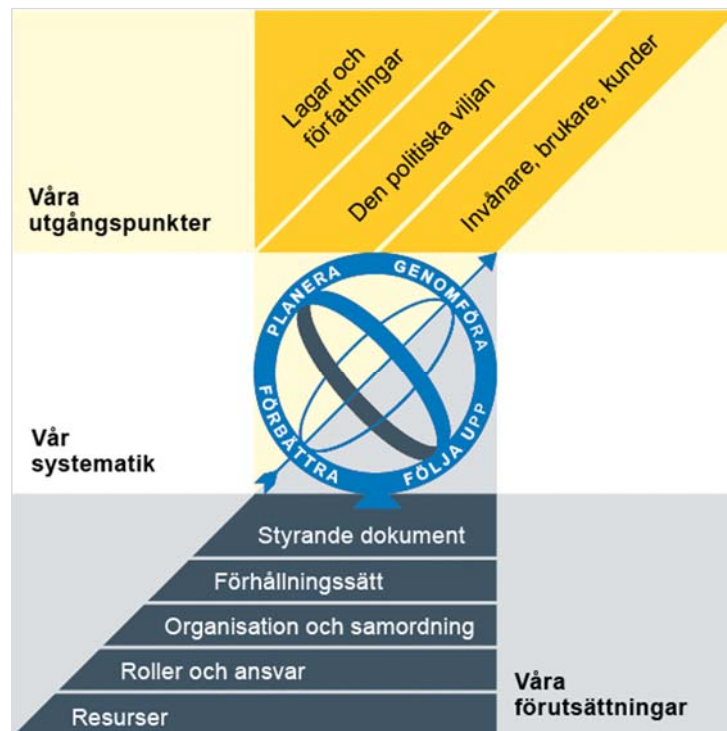 Lagar och
författningar
Den politiska viljan
Invånare, brukare, kunder
Våra
utgångspunkter
PLANERA
GENOMFÖRA
FÖLJA UPP
FÖRBÄTTRA
Vår
systematik
Styrande dokument
Förhållningssätt
Organisation och samordning
Roller och ansvar
Resurser
Våra
förutsättningar